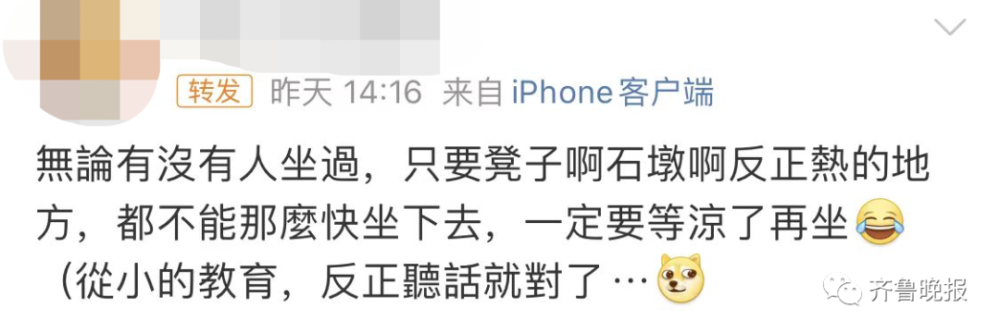 转发 昨天 14:16 来自 iPhone客户端
無論有沒有人坐過，只要凳子啊石墩啊反正熱的地
方，都不能那麼快坐下去，一定要等涼了再坐
（從小的教育，反正聽話就對了…
齐鲁晚报